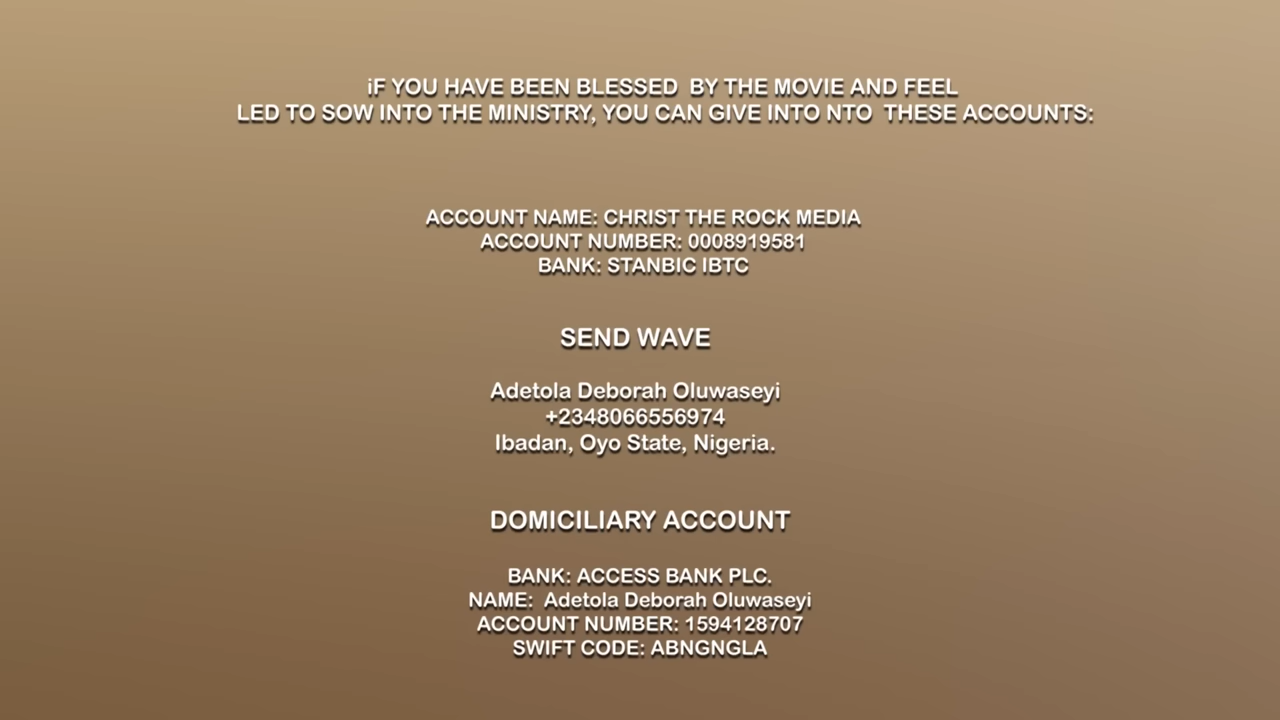 iF YOU HAVE BEEN BLESSED  BY THE MOVIE AND FEEL
LED TO SOW INTO THE MINISTRY, YOU CAN GIVE INTO NTO  THESE ACCOUNTS:
ACCOUNT NAME: CHRIST THE ROCK MEDIA
ACCOUNT NUMBER: 0008919581
BANK: STANBIC IBTC
SEND WAVE
Adetola Deborah Oluwaseyi
+2348066556974
Ibadan, Oyo State, Nigeria.
DOMICILIARY ACCOUNT
BANK: ACCESS BANK PLC.
NAME:  Adetola Deborah Oluwaseyi
ACCOUNT NUMBER: 1594128707
SWIFT CODE: ABNGNGLA